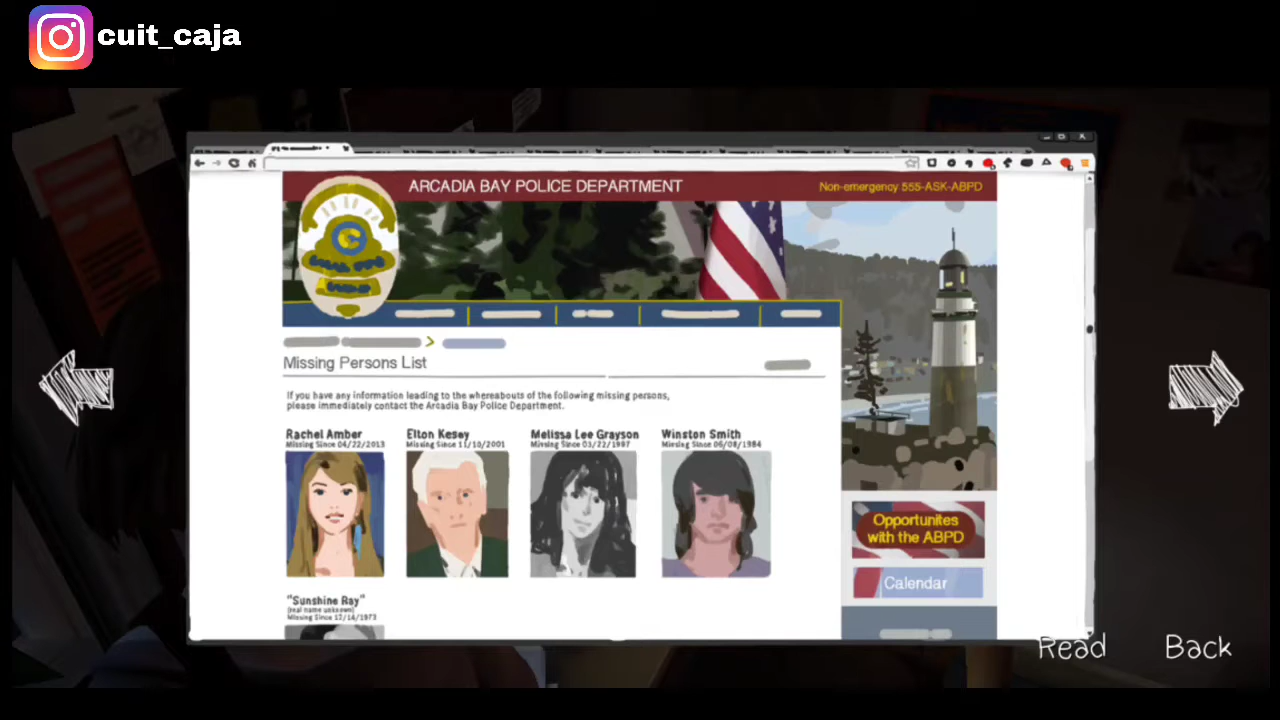 cuit_caja
ARCADIA BAY POLICE DEPARTMENT
Non-emergency 555-ASK-ABPD
Missing Persons List
If you have any information leading to the whereabouts of the following missing persons,
please immediately contact the Arcadia Bay Police Department.
Rachel Amber
Missing Since 04/22/2013
Elton Kesey
Missing Since 11/10/2001
Melissa Lee Grayson
Missing Since 03/22/1997
Winston Smith
Missing Since 06/08/1984
"Sunshine Ray"
(real name unknown)
Missing Since 12/14/1973
Opportunites
with the ABPD
Calendar
Read
Back